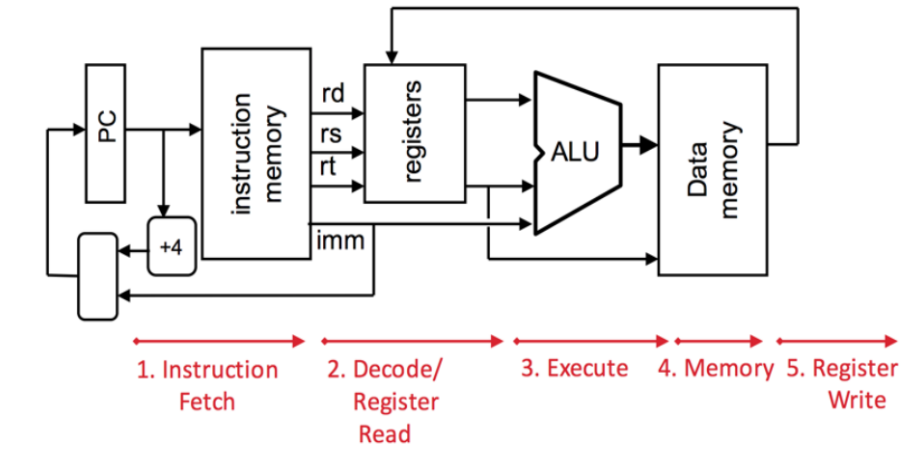 PC
+4
instruction
memory
rd
rs
rt
imm
registers
ALU
Data
memory
1. Instruction
Fetch
2. Decode/
Register
Read
3. Execute
4. Memory
5. Register
Write